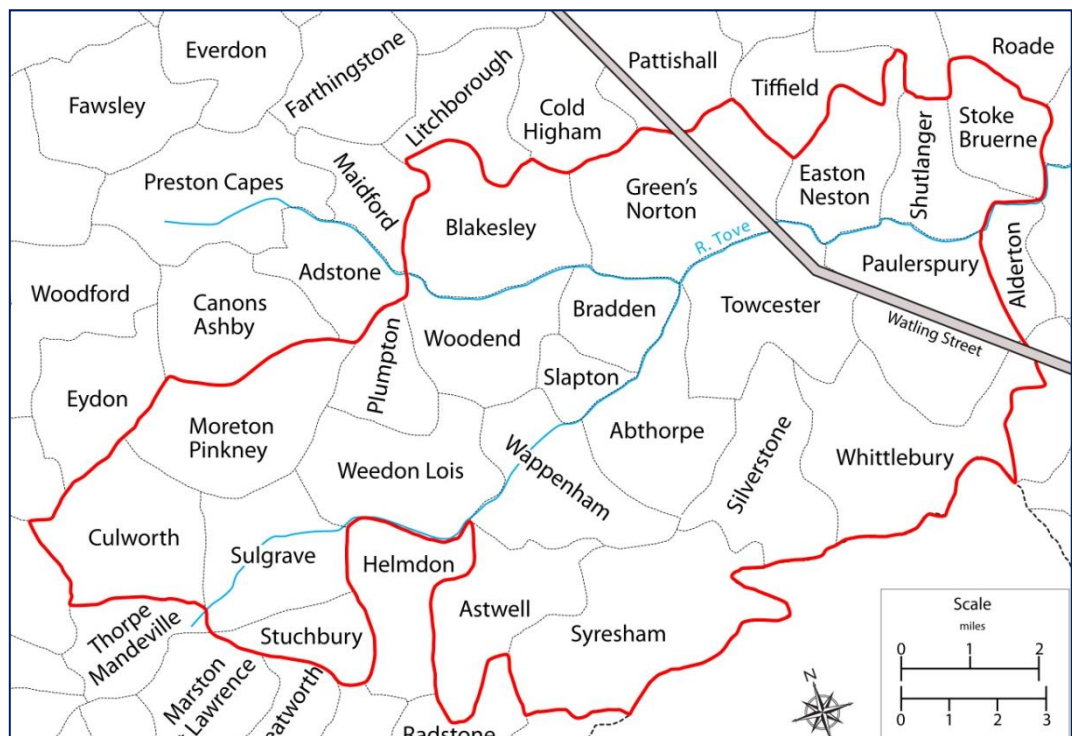 Everdon
Farthingstone
Litchborough
Pattishall
Roade
Fawsley
Cold
Higham
Tiffield
Stoke
Bruerne
Preston Capes
Maidford
Blakesley
Green's
Norton
Easton
Neston
Shutlanger
R. Tove
Adstone
Paulerspury
Alderton
Woodford
Canons
Ashby
Woodend
Bradden
Towcester
Watling Street
Plumpton
Slapton
Eydon
Moreton
Pinkney
Abthorpe
Weedon Lois
Wappenham
Silverstone
Whittlebury
Culworth
Sulgrave
Helmdon
Astwell
Syresham
Thorpe
Mandeville
Stuchbury
Marston
Lawrence
Radstone
Scale
miles
0 1 2
0 1 2 3
N